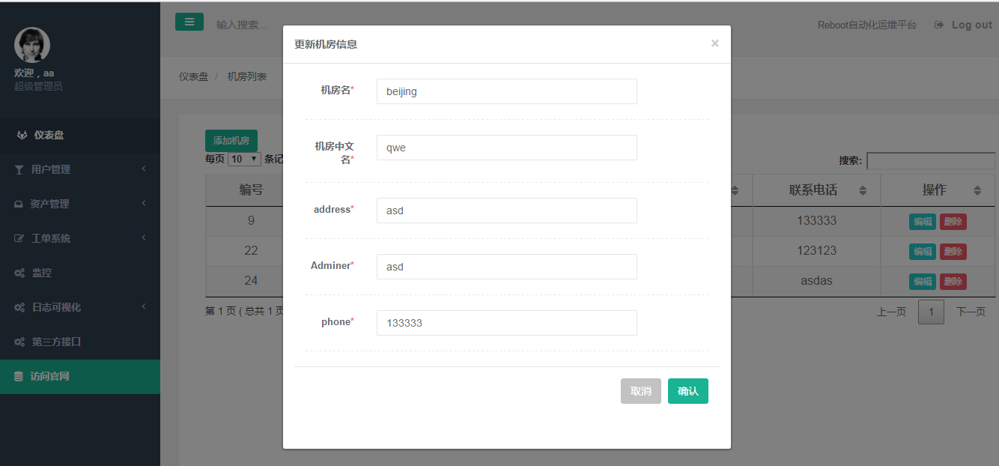 欢迎，aa
超级管理员
仪表盘
用户管理
资产管理
工单系统
监控
日志可视化
第三方接口
访问官网
输入搜索...
Reboot自动化运维平台
Log out
仪表盘 / 机房列表
添加机房
每页 10 条记
搜索:
编号 联系电话 操作
9 133333 编辑 删除
22 123123 编辑 删除
24 asdas 编辑 删除
第 1 页 ( 总共 1 页
上一页 1 下一页
更新机房信息 ×
机房名* beijing
机房中文名* qwe
address* asd
Adminer* asd
phone* 133333
取消 确认